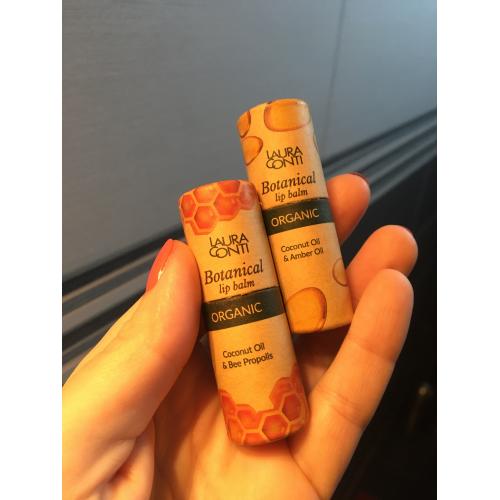 LAURA
CONTI
Botanical
lip balm
ORGANIC
Coconut Oil
& Bee Propolis
LAURA
CONTI
Botanical
lip balm
ORGANIC
Coconut Oil
& Amber Oil